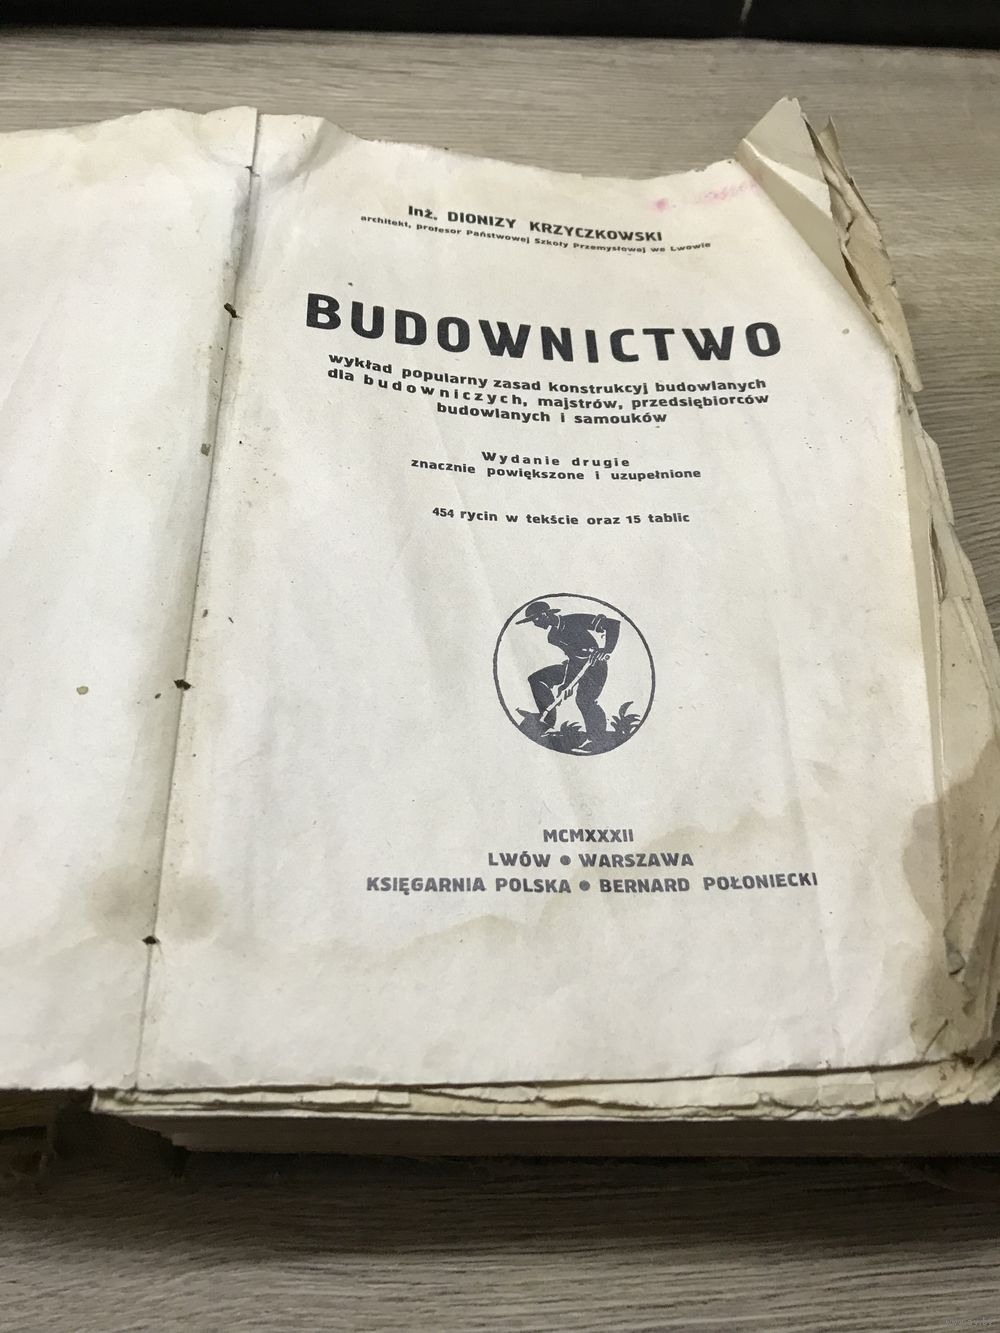 Inż. DIONIZY KRZYCZKOWSKI
architekt, profesor Państwowej Szkoły Przemysłowej we Lwowie
BUDOWNICTWO
wykład popularny zasad konstrukcyj budowlanych
dla budowniczych, majstrów, przedsiębiorców
budowlanych i samouków
Wydanie drugie
znacznie powiększone i uzupełnione
454 rycin w tekście oraz 15 tablic
MCMXXXII
LWÓW ● WARSZAWA
KSIĘGARNIA POLSKA ● BERNARD POŁONIECKI